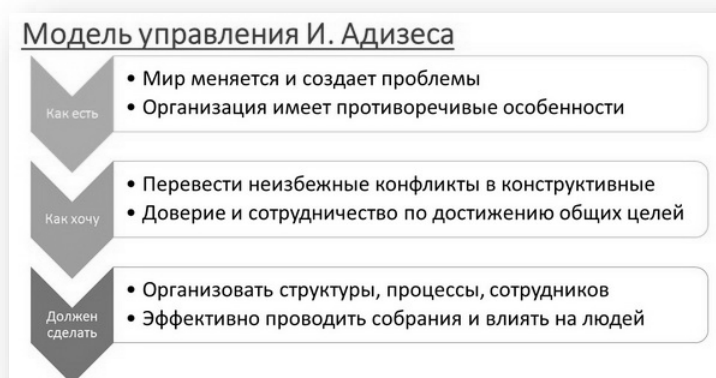 Модель управления И. Адизеса
Как есть
• Мир меняется и создает проблемы
• Организация имеет противоречивые особенности
Как хочу
• Перевести неизбежные конфликты в конструктивные
• Доверие и сотрудничество по достижению общих целей
Должен
сделать
• Организовать структуры, процессы, сотрудников
• Эффективно проводить собрания и влиять на людей